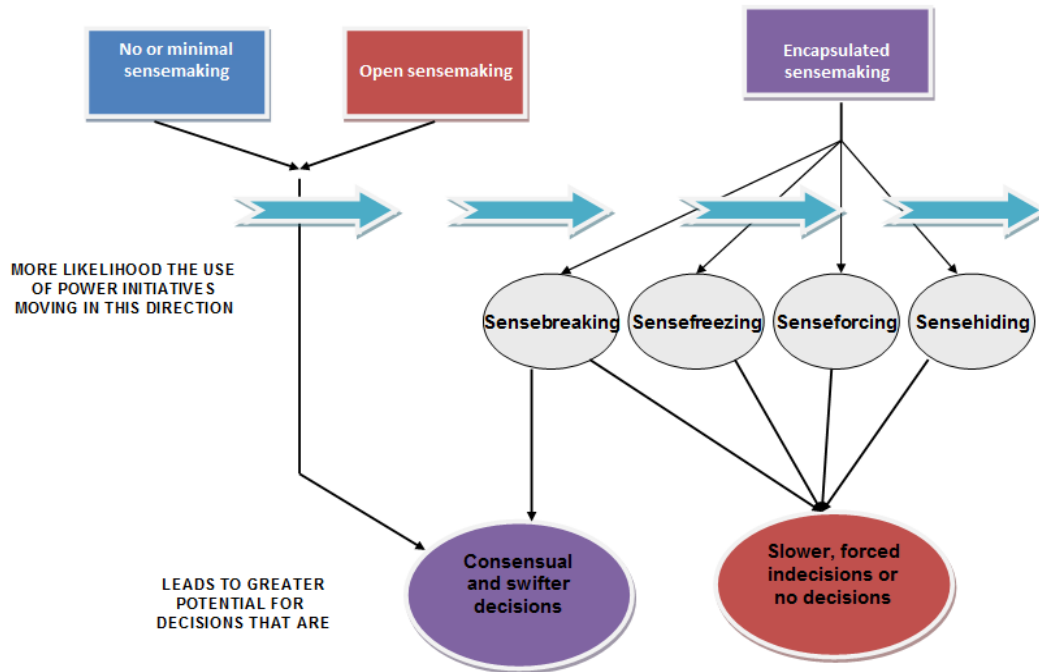 No or minimal
sensemaking
Open sensemaking
Encapsulated
sensemaking
MORE LIKELIHOOD THE USE
OF POWER INITIATIVES
MOVING IN THIS DIRECTION
Sensebreaking
Sensefreezing
Senseforcing
Sensehiding
LEADS TO GREATER
POTENTIAL FOR
DECISIONS THAT ARE
Consensual
and swifter
decisions
Slower, forced
indecisions or
no decisions